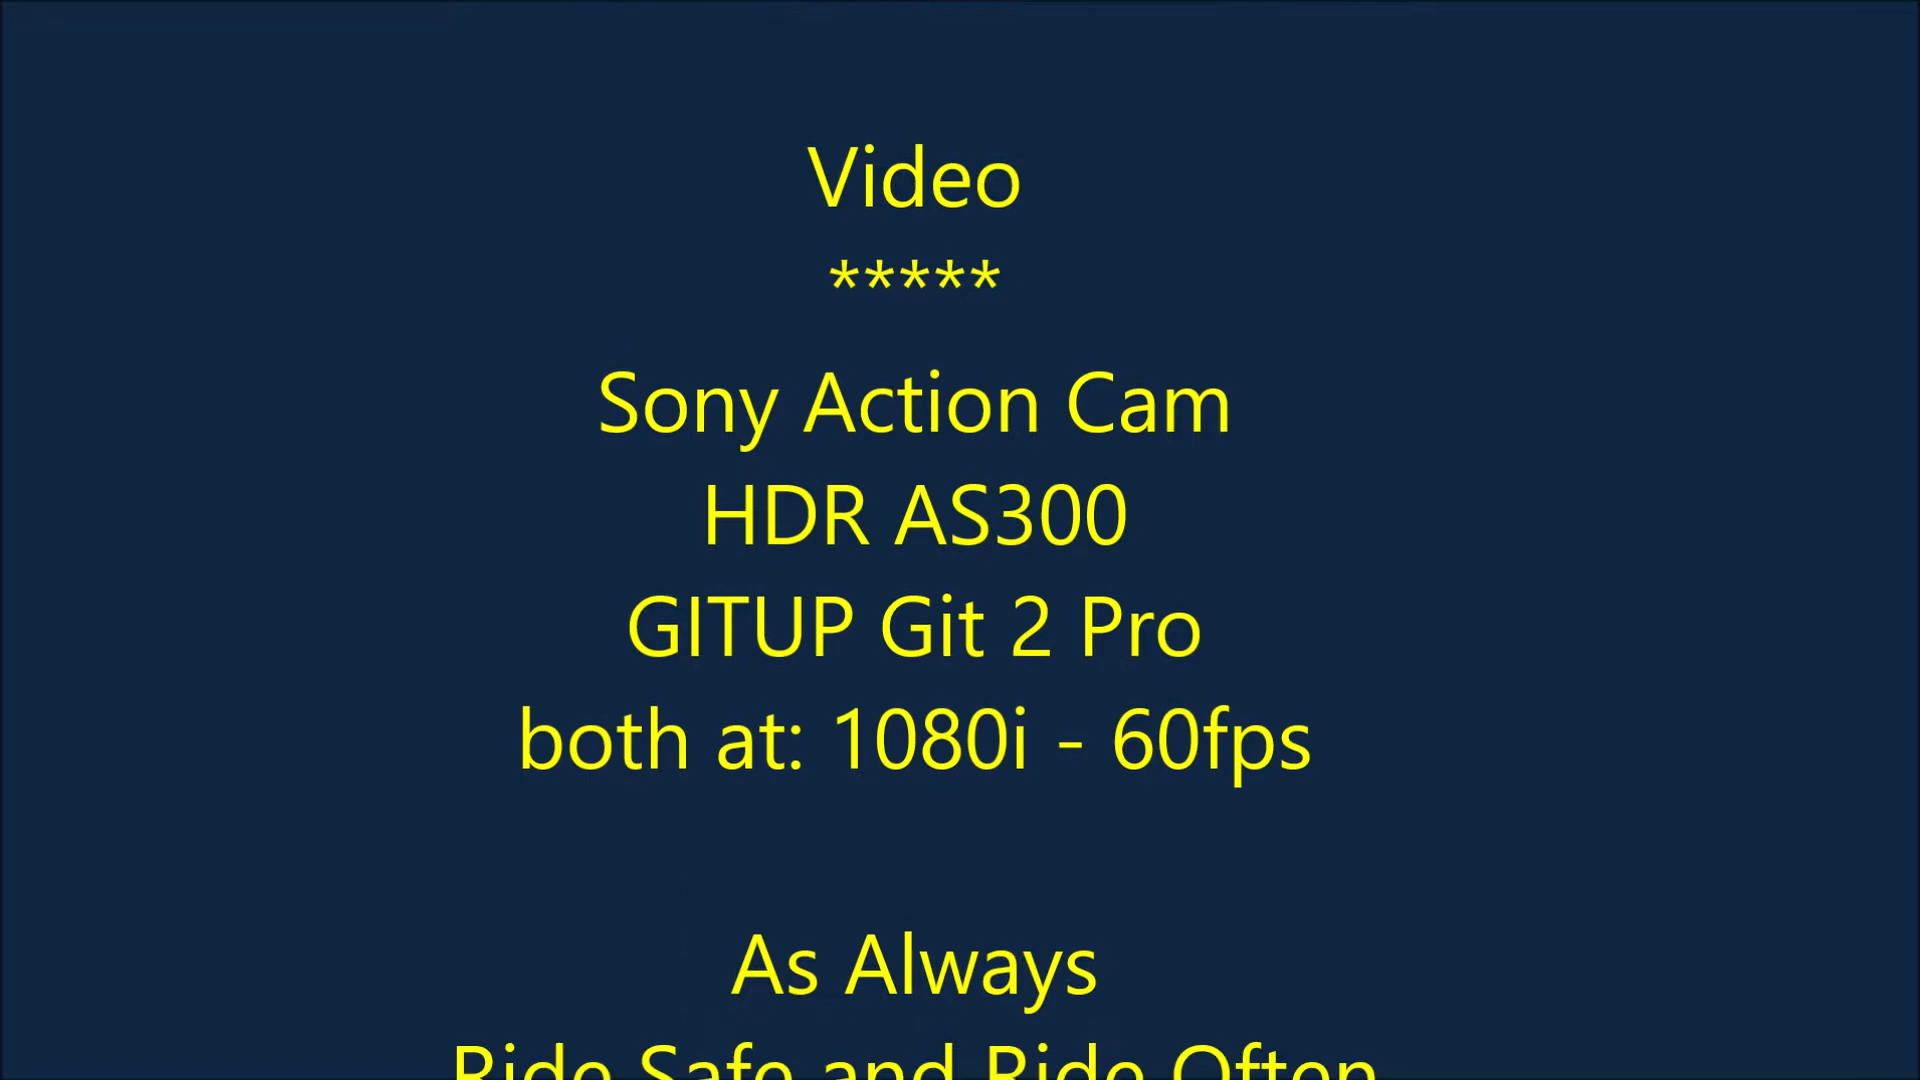 Video
*****
Sony Action Cam
HDR AS300
GITUP Git 2 Pro
both at: 1080i - 60fps
As Always
Ride Safe and Ride Often